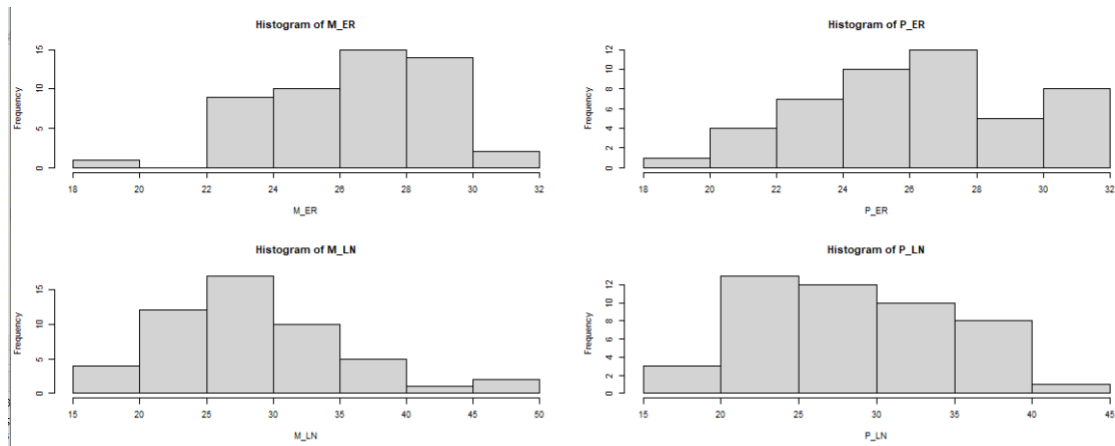 Histogram of M_ER
Frequency
0 5 10 15
18 20 22 24 26 28 30 32
M_ER
Histogram of P_ER
Frequency
0 2 4 6 8 10 12
18 20 22 24 26 28 30 32
P_ER
Histogram of M_LN
Frequency
0 5 10 15
15 20 25 30 35 40 45 50
M_LN
Histogram of P_LN
Frequency
0 2 4 6 8 10 12
15 20 25 30 35 40 45
P_LN